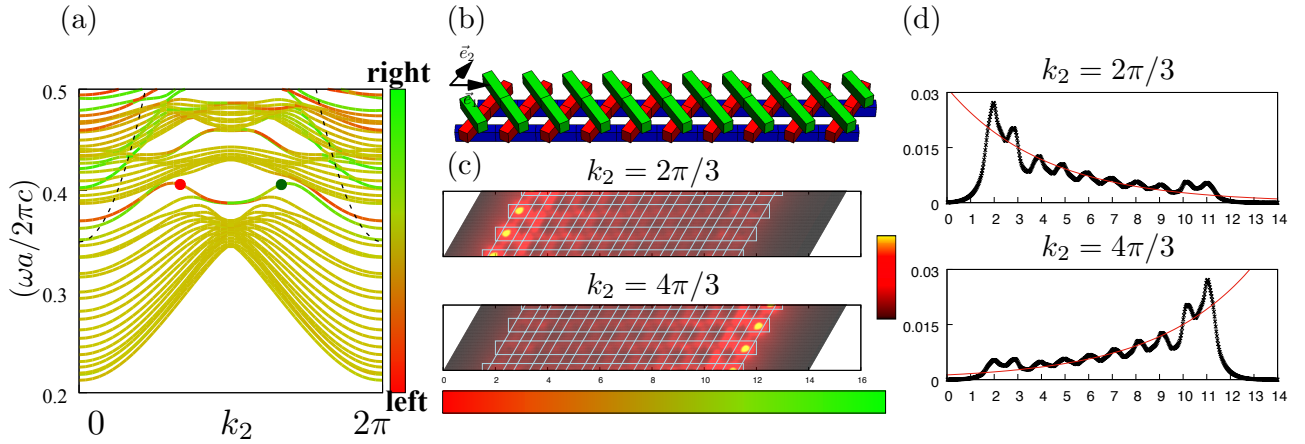 (a)
right
0.5
0.4
0.3
0.2
(ωa/2πc)
0
k₂
2π
left
(b)
e⃗₂
e⃗₁
(c)
k₂ = 2π/3
k₂ = 4π/3
0 2 4 6 8 10 12 14 16
(d)
k₂ = 2π/3
0.03
0.015
0
0 1 2 3 4 5 6 7 8 9 10 11 12 13 14
k₂ = 4π/3
0.03
0.015
0
0 1 2 3 4 5 6 7 8 9 10 11 12 13 14